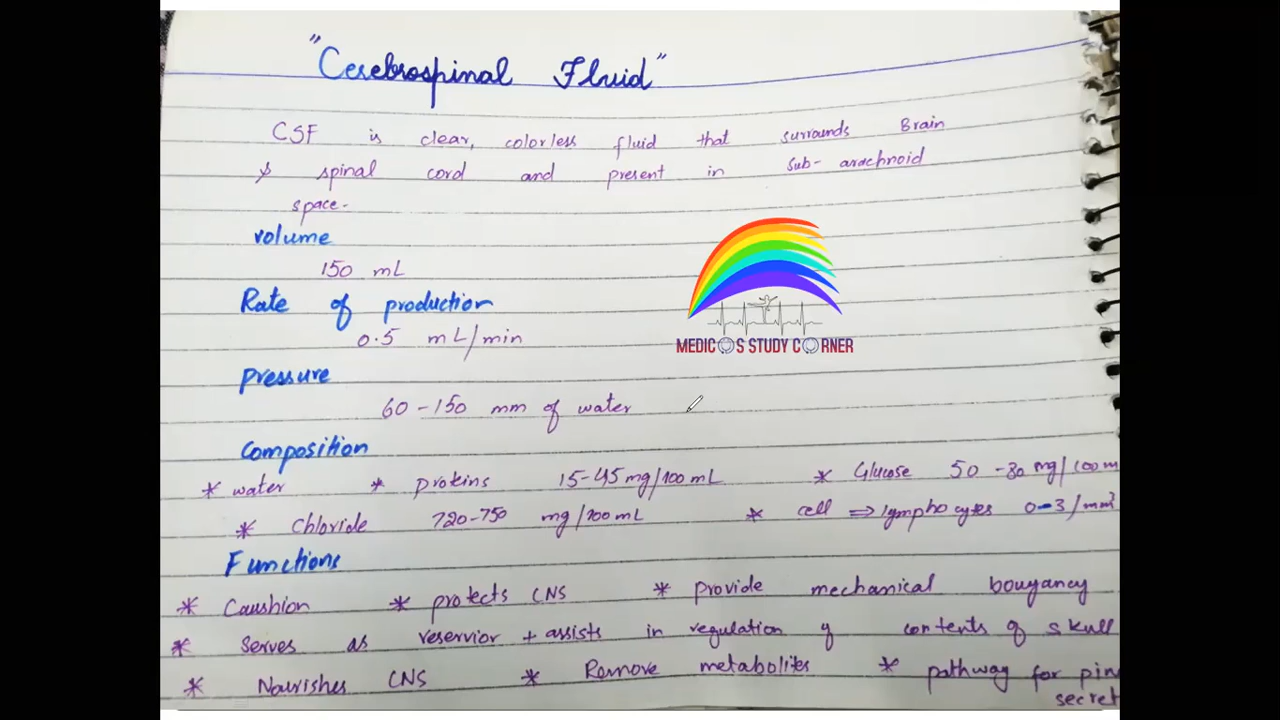 "Cerebrospinal Fluid"
CSF is clear, colorless fluid that surrounds Brain
& spinal cord and present in sub-arachnoid
space.
volume
150 mL
Rate of production
0.5 mL/min
MEDICOS STUDY CORNER
pressure
60-150 mm of water
composition
* water * proteins 15-45 mg/100 mL * Glucose 50-80 mg/100 m
* Chloride 720-750 mg/100 mL * cell ⇒ lymphocytes 0-3/mm³
Functions
* Caushion * protects CNS * provide mechanical bouyancy
* Serves as reservior + assists in regulation of contents of skull
* Nourishes CNS * Remove metabolites * pathway for pin
secret